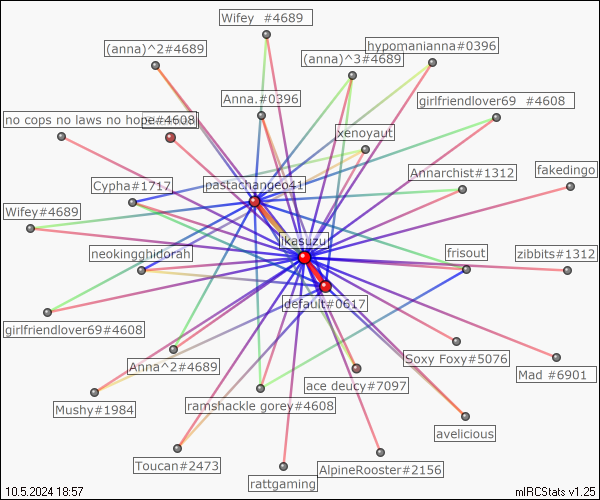 Wifey #4689
(anna)^2#4689
hypomanianna#0396
(anna)^3#4689
Anna.#0396
girlfriendlover69 #4608
no cops no laws no hope#4608
xenoyaut
fakedingo
Annarchist#1312
Cypha#1717
pastachangeo41
Wifey#4689
ikasuzu
neokingghidorah
frisout
zibbits#1312
default#0617
girlfriendlover69#4608
Anna^2#4689
Soxy Foxy#5076
Mad #6901
ace deucy#7097
Mushy#1984
ramshackle gorey#4608
avelicious
Toucan#2473
AlpineRooster#2156
rattgaming
10.5.2024 18:57
mIRCStats v1.25